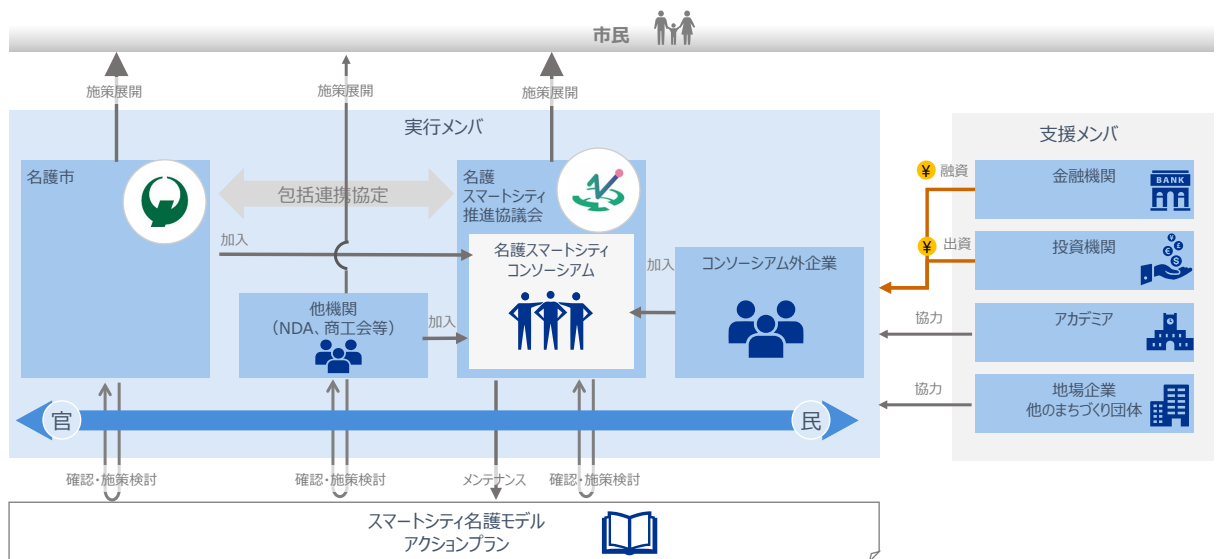 市民
施策展開
施策展開
施策展開
実行メンバ
支援メンバ
名護市
包括連携協定
名護
スマートシティ
推進協議会
¥ 融資
金融機関
BANK
加入
名護スマートシティ
コンソーシアム
加入
コンソーシアム外企業
¥ 出資
投資機関
他機関
（NDA、商工会等）
加入
協力
アカデミア
協力
地場企業
他のまちづくり団体
官
民
確認・施策検討
確認・施策検討
メンテナンス
確認・施策検討
スマートシティ名護モデル
アクションプラン